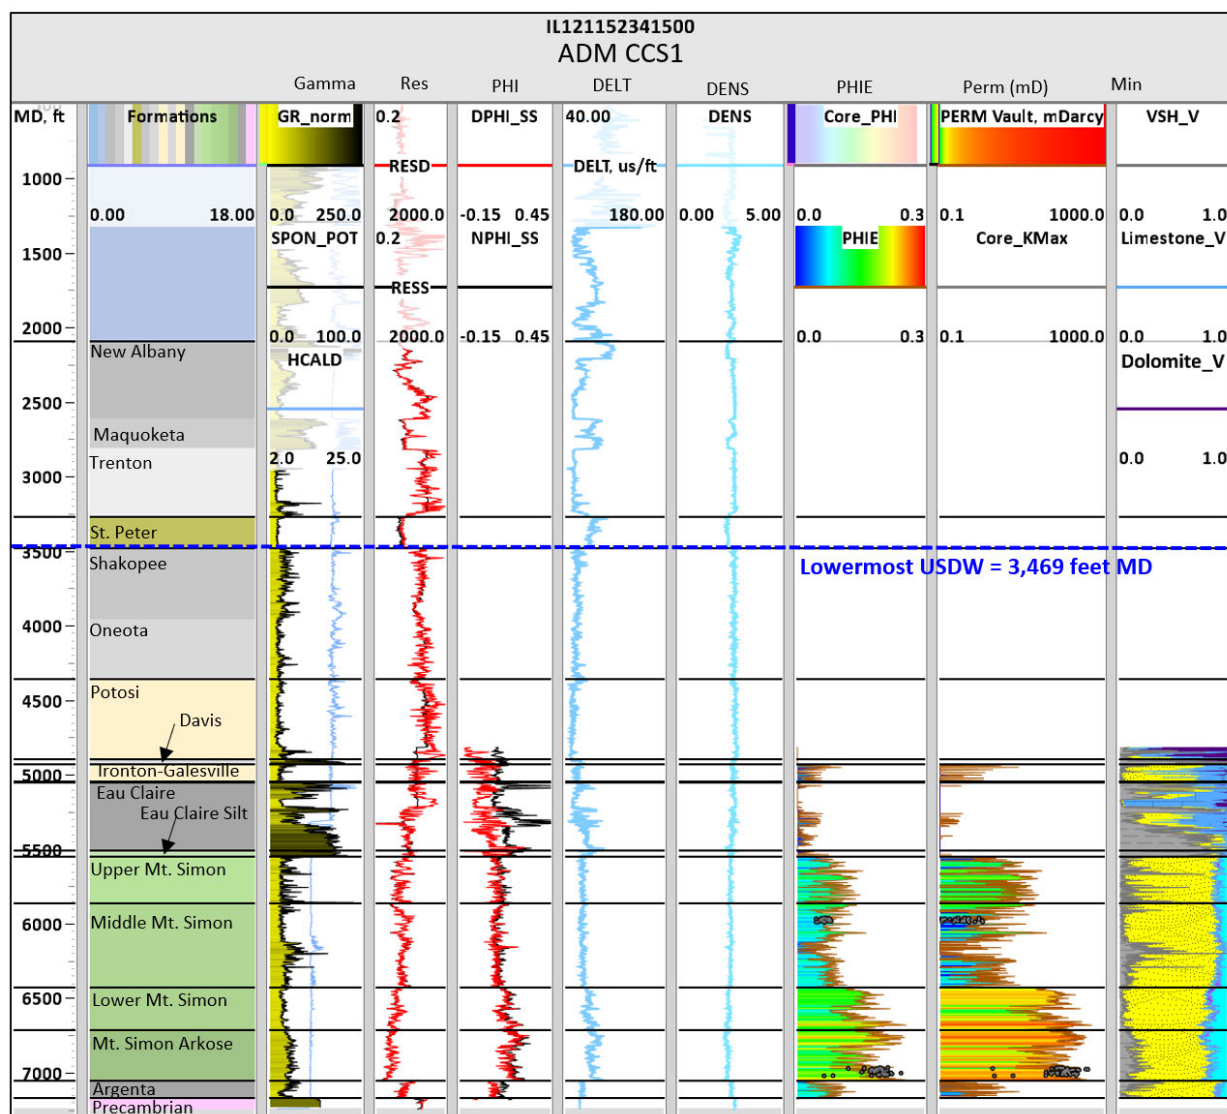 IL121152341500
ADM CCS1
Gamma Res PHI DELT DENS PHIE Perm (mD) Min
MD, ft Formations GR_norm 0.2 DPHI_SS 40.00 DENS Core_PHI PERM Vault, mDarcy VSH_V
RESD DELT, us/ft
1000
0.00 18.00 0.0 250.0 2000.0 -0.15 0.45 180.00 0.00 5.00 0.0 0.3 0.1 1000.0 0.0 1.0
SPON_POT 0.2 NPHI_SS PHIE Core_KMax Limestone_V
1500
RESS
2000 0.0 100.0 2000.0 -0.15 0.45 0.0 0.3 0.1 1000.0 0.0 1.0
New Albany HCALD Dolomite_V
2500
Maquoketa
Trenton 2.0 25.0 0.0 1.0
3000
St. Peter
3500
Shakopee Lowermost USDW = 3,469 feet MD
4000 Oneota
Potosi
4500
Davis
5000 Ironton-Galesville
Eau Claire
Eau Claire Silt
5500
Upper Mt. Simon
6000 Middle Mt. Simon
6500 Lower Mt. Simon
Mt. Simon Arkose
7000
Argenta
Precambrian